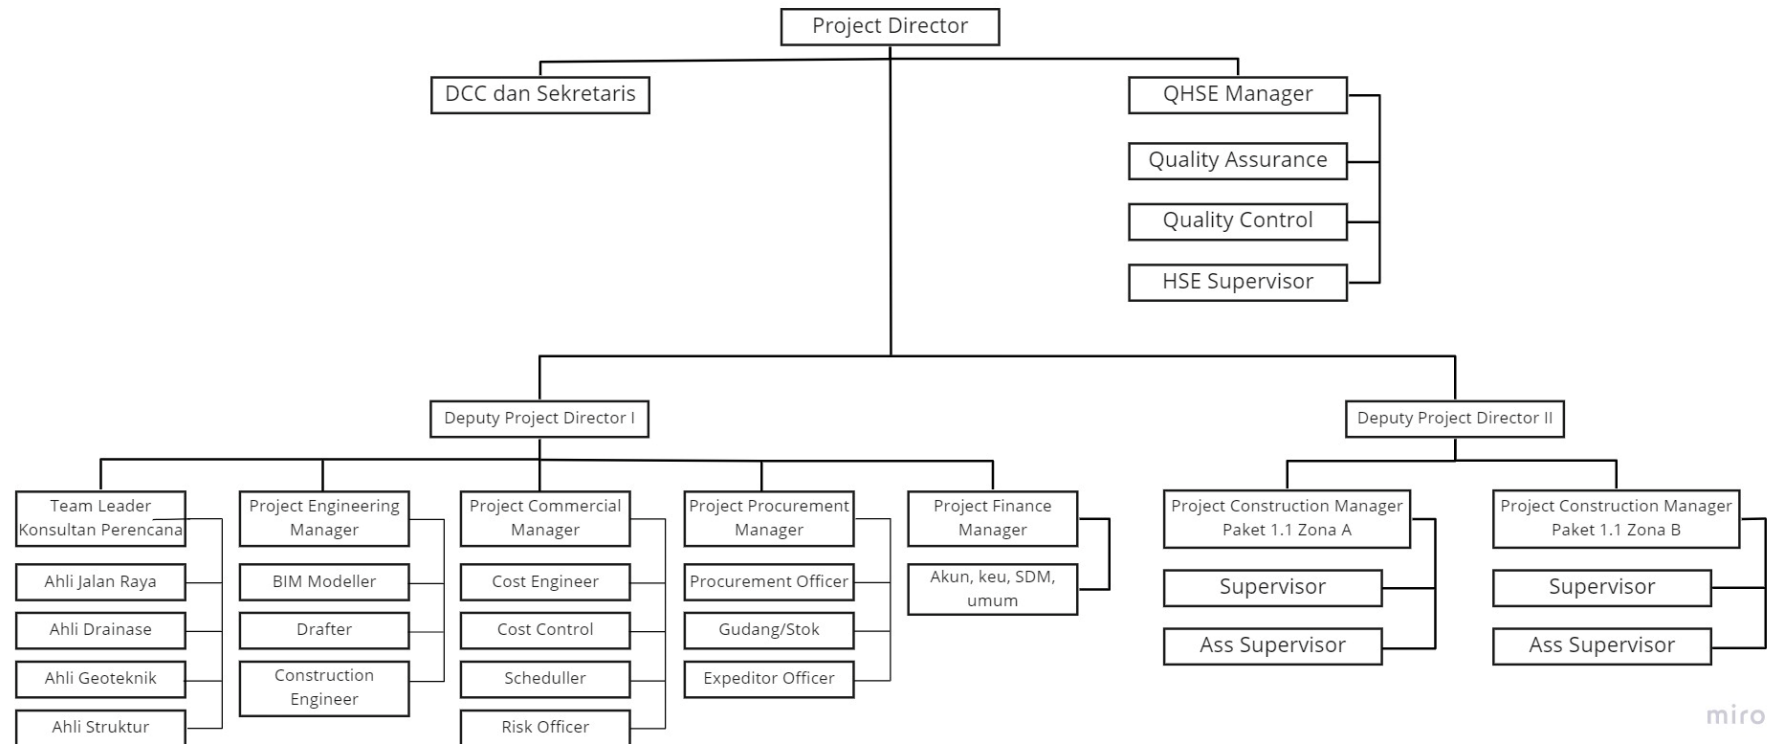 Project Director
DCC dan Sekretaris
QHSE Manager
Quality Assurance
Quality Control
HSE Supervisor
Deputy Project Director I
Deputy Project Director II
Team Leader
Konsultan Perencana
Ahli Jalan Raya
Ahli Drainase
Ahli Geoteknik
Ahli Struktur
Project Engineering
Manager
BIM Modeller
Drafter
Construction
Engineer
Project Commercial
Manager
Cost Engineer
Cost Control
Scheduller
Risk Officer
Project Procurement
Manager
Procurement Officer
Gudang/Stok
Expeditor Officer
Project Finance
Manager
Akun, keu, SDM,
umum
Project Construction Manager
Paket 1.1 Zona A
Supervisor
Ass Supervisor
Project Construction Manager
Paket 1.1 Zona B
Supervisor
Ass Supervisor
miro